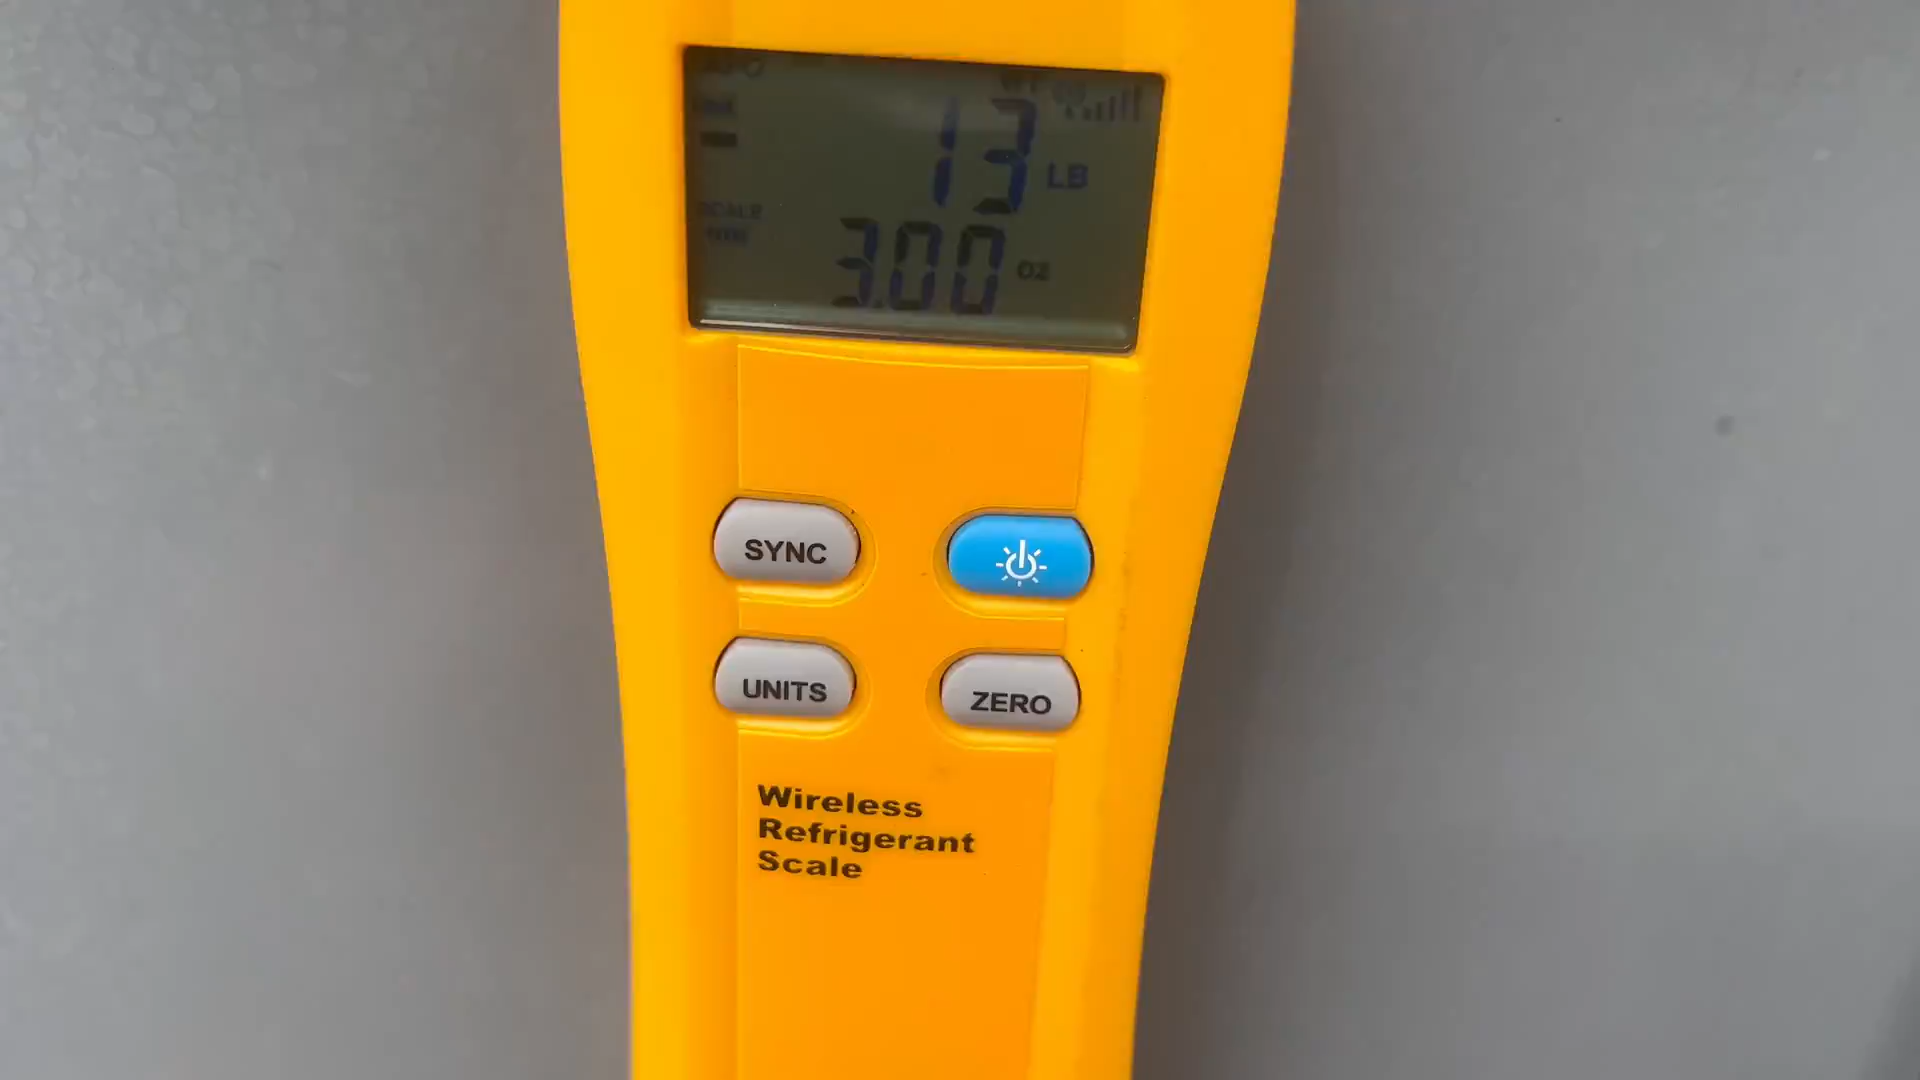 13 LB
3.00 OZ
SYNC
UNITS
ZERO
Wireless
Refrigerant
Scale